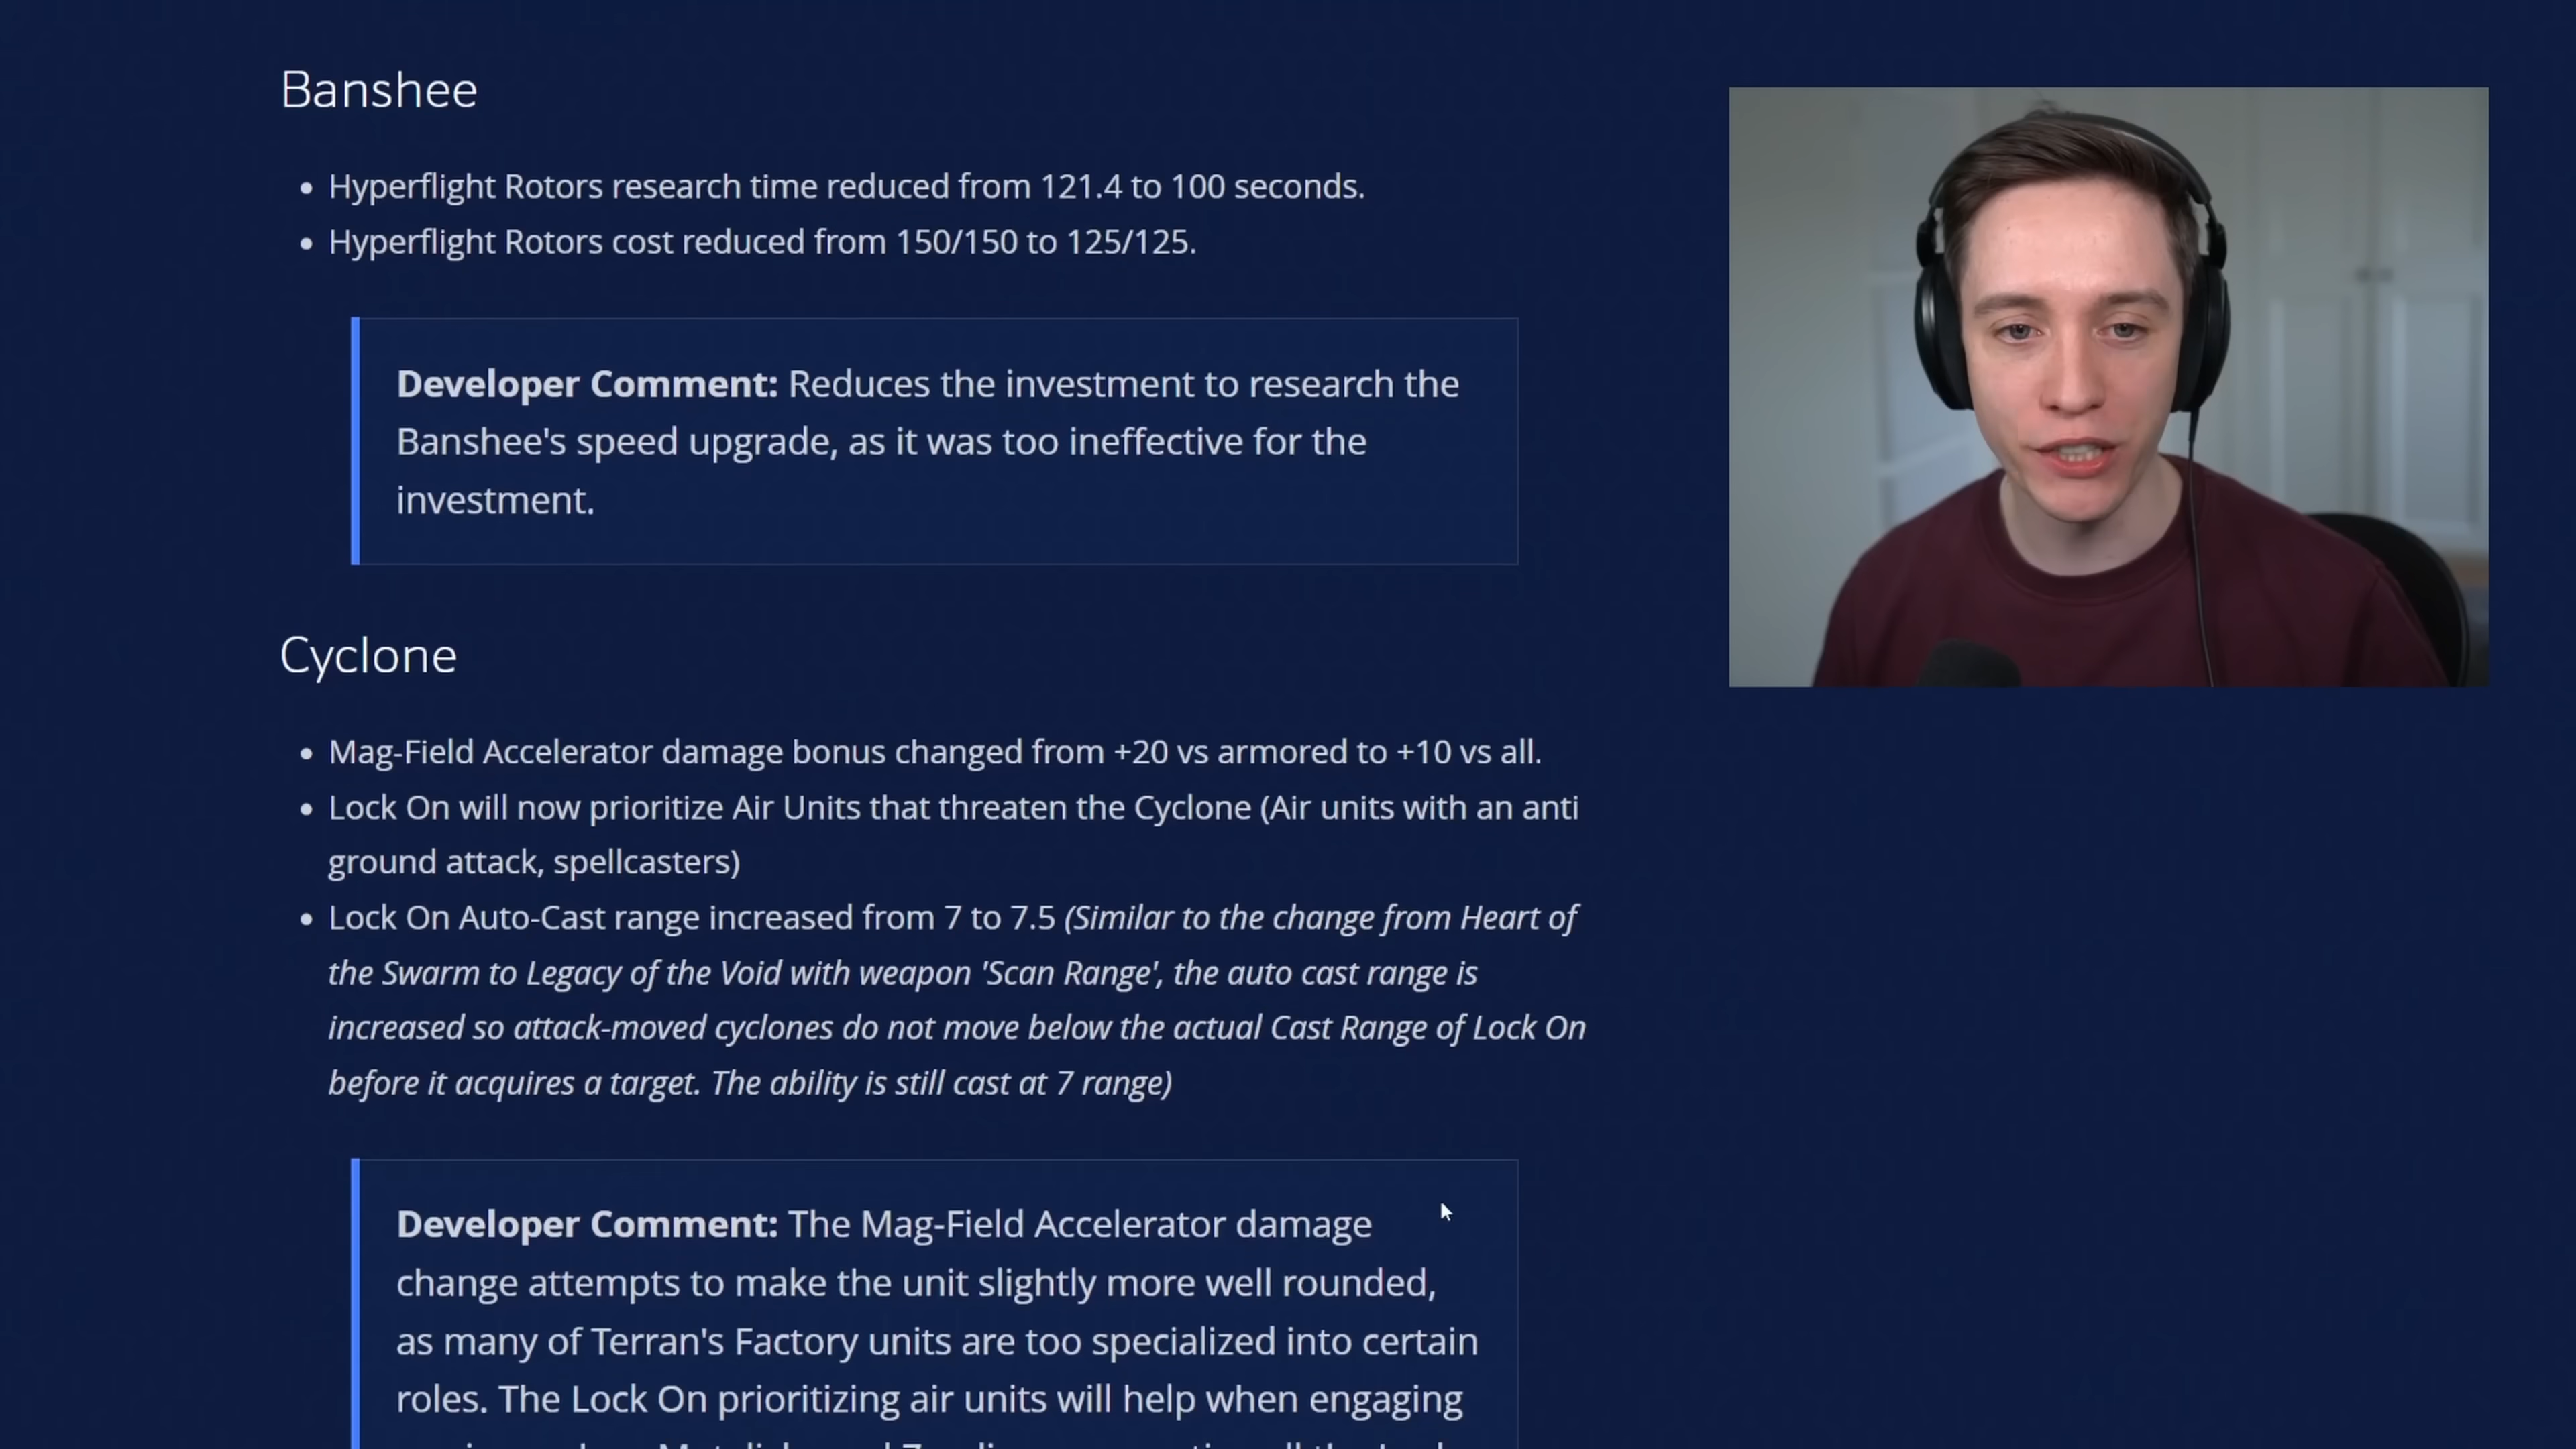 Banshee
• Hyperflight Rotors research time reduced from 121.4 to 100 seconds.
• Hyperflight Rotors cost reduced from 150/150 to 125/125.
Developer Comment: Reduces the investment to research the
Banshee's speed upgrade, as it was too ineffective for the
investment.
Cyclone
• Mag-Field Accelerator damage bonus changed from +20 vs armored to +10 vs all.
• Lock On will now prioritize Air Units that threaten the Cyclone (Air units with an anti
ground attack, spellcasters)
• Lock On Auto-Cast range increased from 7 to 7.5 (Similar to the change from Heart of
the Swarm to Legacy of the Void with weapon 'Scan Range', the auto cast range is
increased so attack-moved cyclones do not move below the actual Cast Range of Lock On
before it acquires a target. The ability is still cast at 7 range)
Developer Comment: The Mag-Field Accelerator damage
change attempts to make the unit slightly more well rounded,
as many of Terran's Factory units are too specialized into certain
roles. The Lock On prioritizing air units will help when engaging